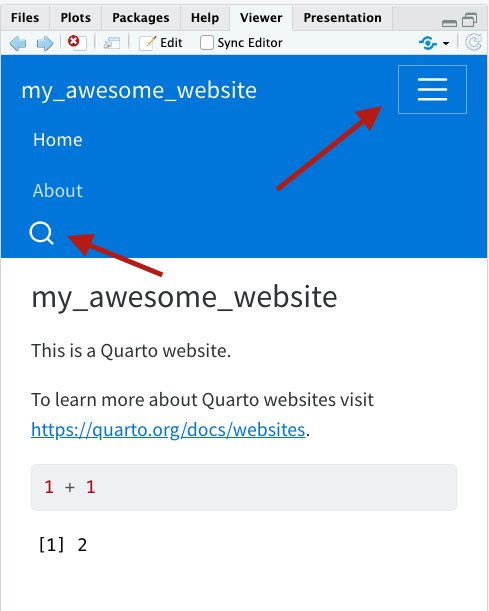 Files Plots Packages Help Viewer Presentation
Edit Sync Editor
my_awesome_website
Home
About
my_awesome_website
This is a Quarto website.
To learn more about Quarto websites visit
https://quarto.org/docs/websites.
1 + 1
[1] 2